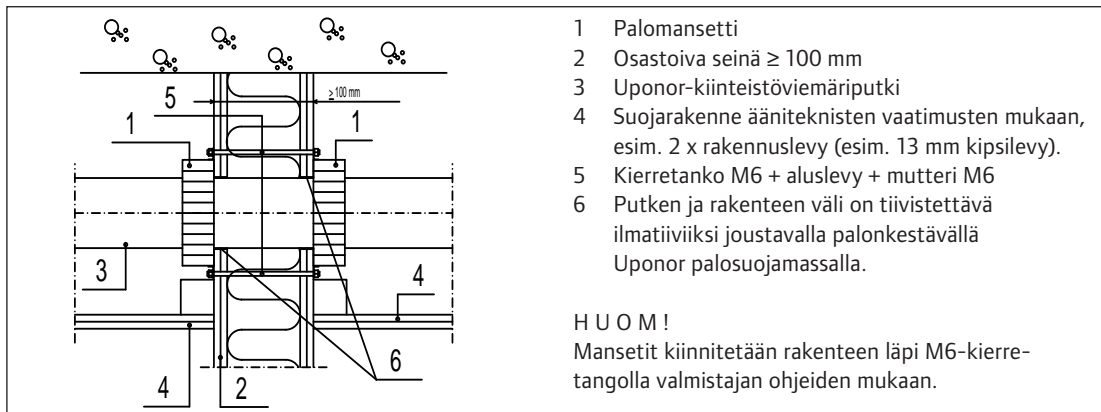 5
≥ 100 mm
1
1
3
4
6
4
2
1 Palomansetti
2 Osastoiva seinä ≥ 100 mm
3 Uponor-kiinteistöviemäriputki
4 Suojarakenne ääniteknisten vaatimusten mukaan,
esim. 2 x rakennuslevy (esim. 13 mm kipsilevy).
5 Kierretanko M6 + aluslevy + mutteri M6
6 Putken ja rakenteen väli on tiivistettävä
ilmatiiviiksi joustavalla palonkestävällä
Uponor palosuojamassalla.
H U O M !
Mansetit kiinnitetään rakenteen läpi M6-kierre-
tangolla valmistajan ohjeiden mukaan.